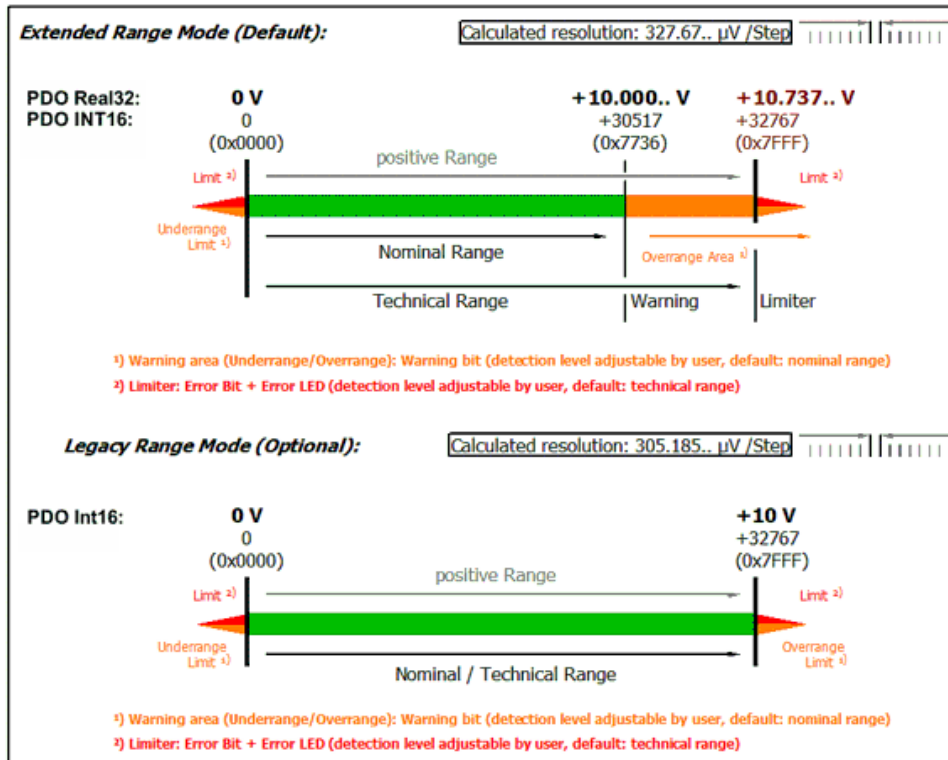 Extended Range Mode (Default):
Calculated resolution: 327.67.. µV /Step
PDO Real32: 0 V +10.000.. V +10.737.. V
PDO INT16: 0 +30517 +32767
(0x0000) (0x7736) (0x7FFF)
positive Range
Limit ²⁾ Limit ²⁾
Underrange
Limit ¹⁾
Nominal Range Overrange Area ¹⁾
Technical Range Warning Limiter
¹⁾ Warning area (Underrange/Overrange): Warning bit (detection level adjustable by user, default: nominal range)
²⁾ Limiter: Error Bit + Error LED (detection level adjustable by user, default: technical range)
Legacy Range Mode (Optional):
Calculated resolution: 305.185.. µV /Step
PDO Int16: 0 V +10 V
0 +32767
(0x0000) (0x7FFF)
positive Range
Limit ²⁾ Limit ²⁾
Underrange Overrange
Limit ¹⁾ Limit ¹⁾
Nominal / Technical Range
¹⁾ Warning area (Underrange/Overrange): Warning bit (detection level adjustable by user, default: nominal range)
²⁾ Limiter: Error Bit + Error LED (detection level adjustable by user, default: technical range)